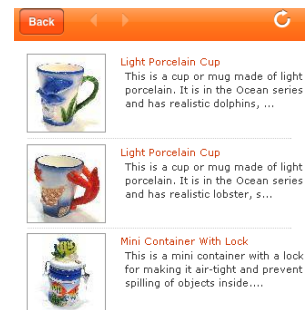 Back
Light Porcelain Cup
This is a cup or mug made of light
porcelain. It is in the Ocean series
and has realistic dolphins, ...
Light Porcelain Cup
This is a cup or mug made of light
porcelain. It is in the Ocean series
and has realistic lobster, s...
Mini Container With Lock
This is a mini container with a lock
for making it air-tight and prevent
spilling of objects inside....